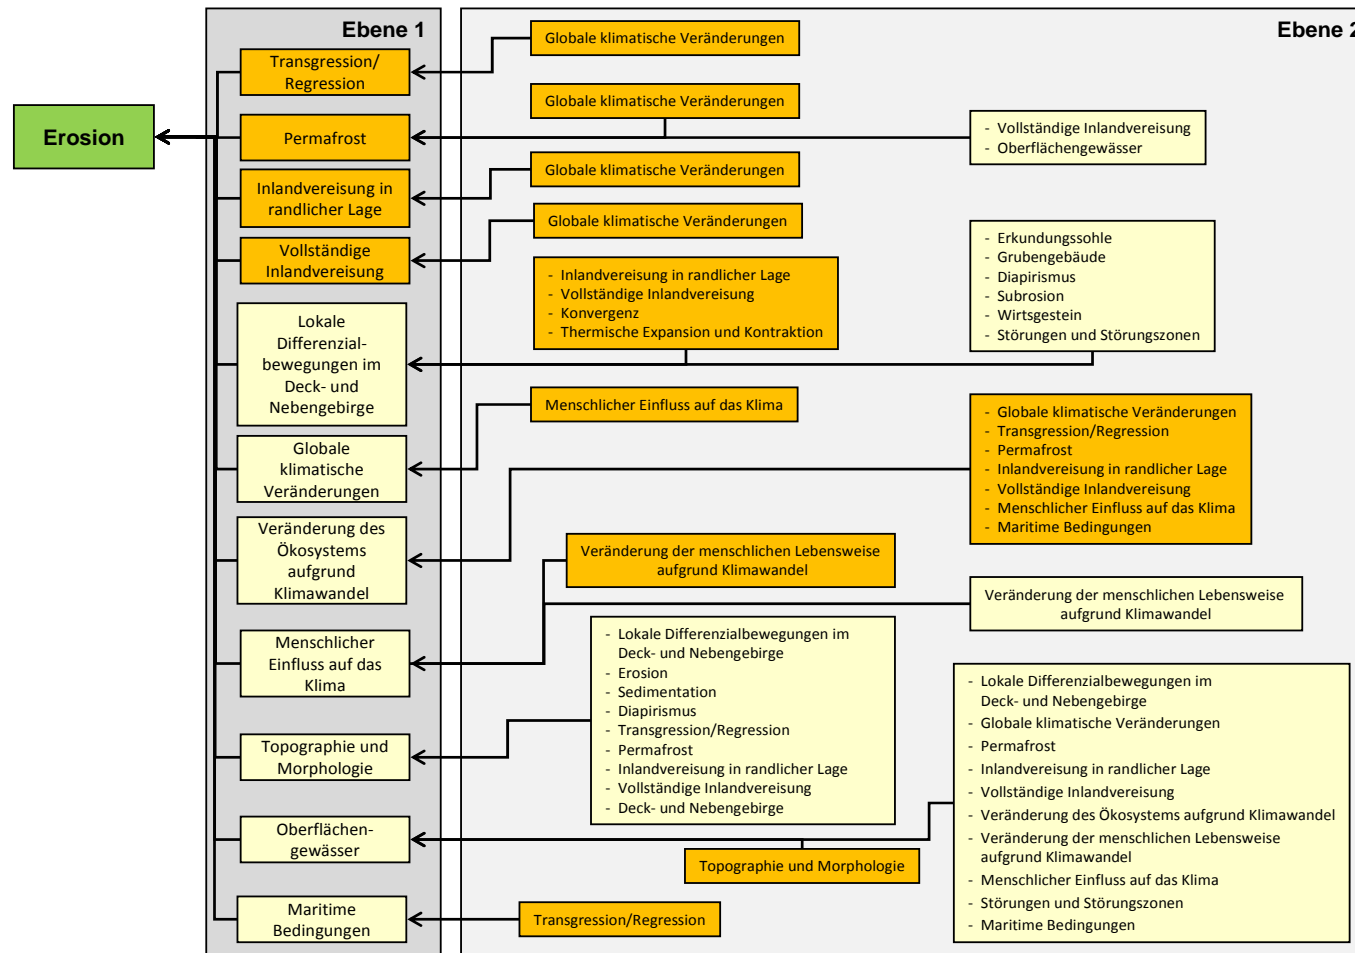 Ebene 1
Ebene 2
Erosion
Transgression/
Regression
Globale klimatische Veränderungen
Permafrost
Globale klimatische Veränderungen
- Vollständige Inlandvereisung
- Oberflächengewässer
Inlandvereisung in
randlicher Lage
Globale klimatische Veränderungen
Vollständige
Inlandvereisung
Globale klimatische Veränderungen
Lokale
Differenzial-
bewegungen im
Deck- und
Nebengebirge
- Inlandvereisung in randlicher Lage
- Vollständige Inlandvereisung
- Konvergenz
- Thermische Expansion und Kontraktion
- Erkundungssohle
- Grubengebäude
- Diapirismus
- Subrosion
- Wirtsgestein
- Störungen und Störungszonen
Globale
klimatische
Veränderungen
Menschlicher Einfluss auf das Klima
Veränderung des
Ökosystems
aufgrund
Klimawandel
- Globale klimatische Veränderungen
- Transgression/Regression
- Permafrost
- Inlandvereisung in randlicher Lage
- Vollständige Inlandvereisung
- Menschlicher Einfluss auf das Klima
- Maritime Bedingungen
Menschlicher
Einfluss auf das
Klima
Veränderung der menschlichen Lebensweise
aufgrund Klimawandel
Veränderung der menschlichen Lebensweise
aufgrund Klimawandel
Topographie und
Morphologie
- Lokale Differenzialbewegungen im
Deck- und Nebengebirge
- Erosion
- Sedimentation
- Diapirismus
- Transgression/Regression
- Permafrost
- Inlandvereisung in randlicher Lage
- Vollständige Inlandvereisung
- Deck- und Nebengebirge
Oberflächen-
gewässer
Topographie und Morphologie
- Lokale Differenzialbewegungen im
Deck- und Nebengebirge
- Globale klimatische Veränderungen
- Permafrost
- Inlandvereisung in randlicher Lage
- Vollständige Inlandvereisung
- Veränderung des Ökosystems aufgrund Klimawandel
- Veränderung der menschlichen Lebensweise
aufgrund Klimawandel
- Menschlicher Einfluss auf das Klima
- Störungen und Störungszonen
- Maritime Bedingungen
Maritime
Bedingungen
Transgression/Regression